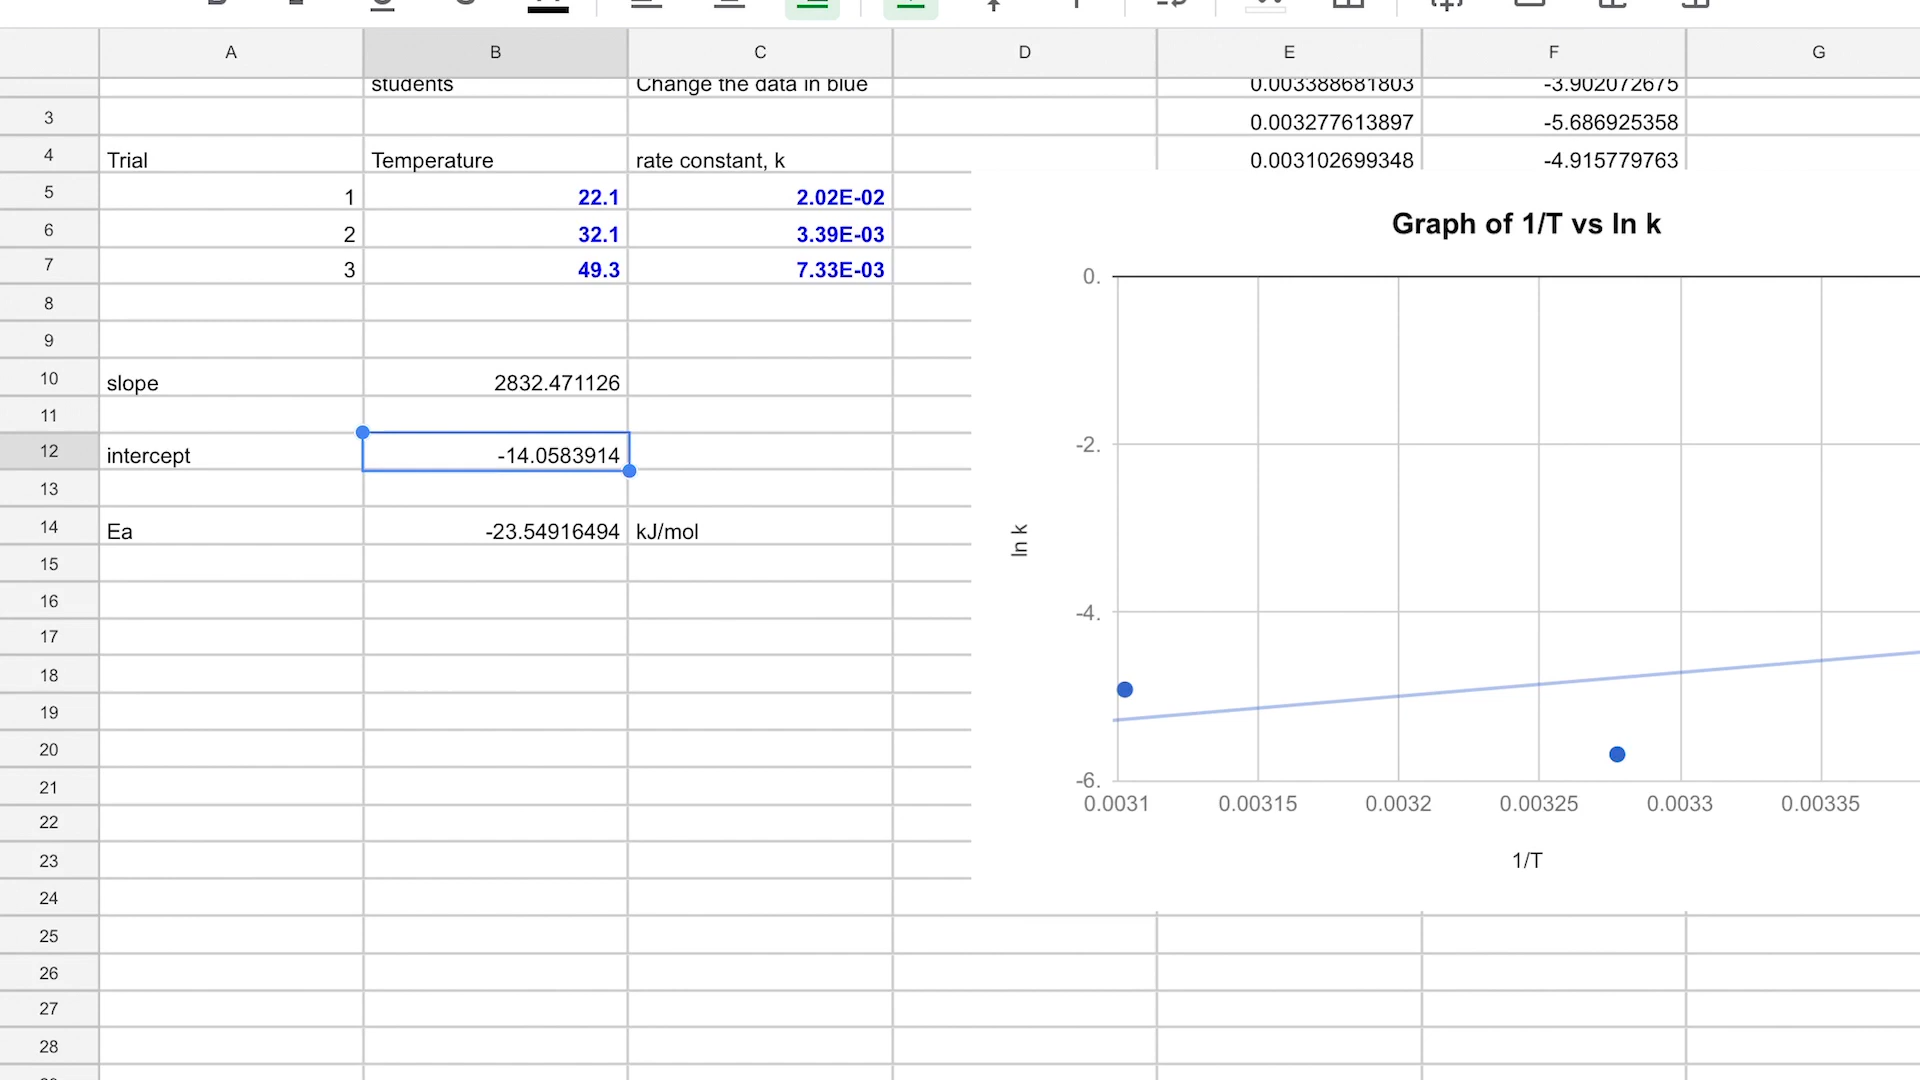 A B C D E F G
students Change the data in blue 0.003388681803 -3.902072675
3 0.003277613897 -5.686925358
4 Trial Temperature rate constant, k 0.003102699348 -4.915779763
5 1 22.1 2.02E-02
6 2 32.1 3.39E-03
7 3 49.3 7.33E-03
8
9
10 slope 2832.471126
11
12 intercept -14.0583914
13
14 Ea -23.54916494 kJ/mol
15
16
17
18
19
20
21
22
23
24
25
26
27
28
Graph of 1/T vs ln k
0.
-2.
-4.
-6.
ln k
0.0031 0.00315 0.0032 0.00325 0.0033 0.00335
1/T